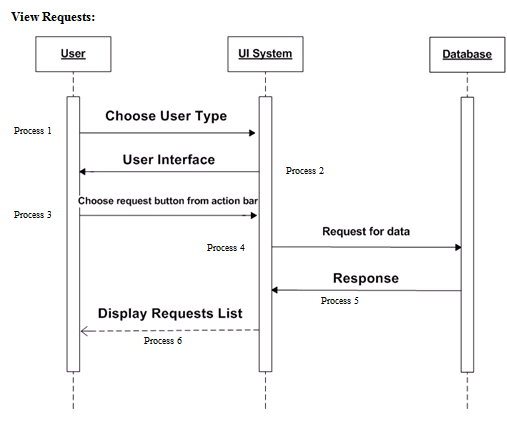 View Requests:
User
UI System
Database
Choose User Type
Process 1
User Interface
Process 2
Choose request button from action bar
Process 3
Request for data
Process 4
Response
Process 5
Display Requests List
Process 6